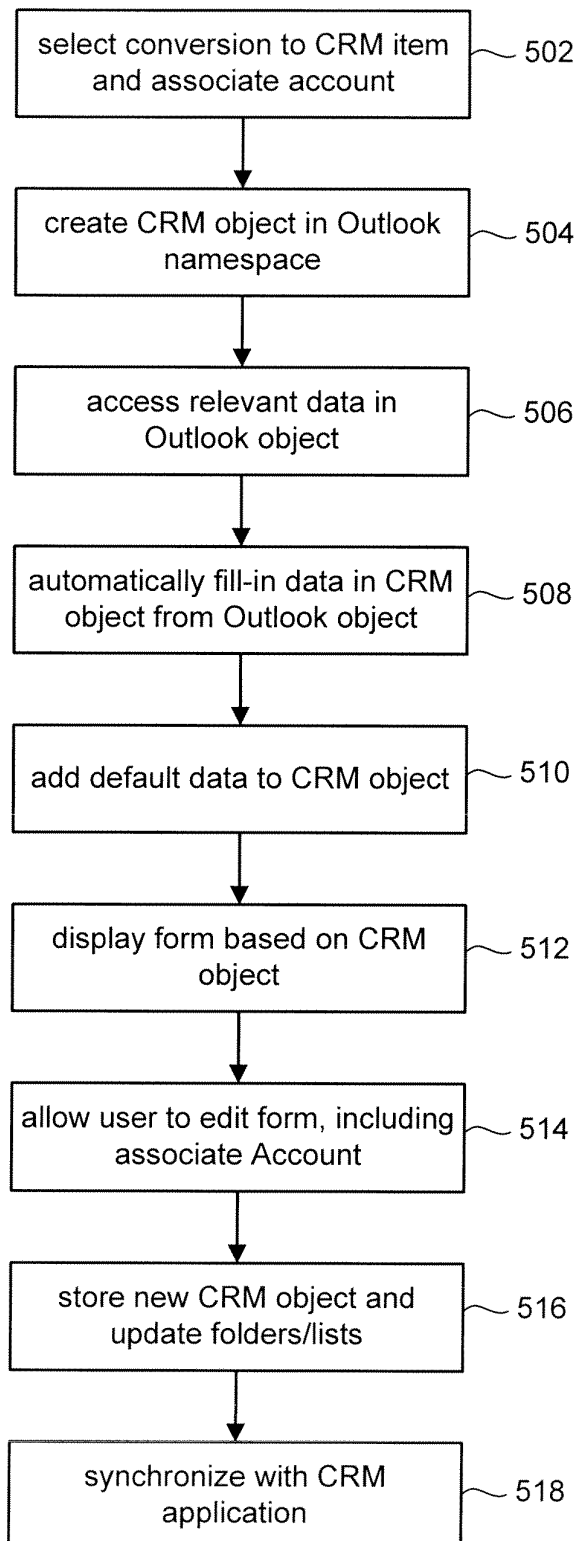 select conversion to CRM item
and associate account
502
create CRM object in Outlook
namespace
504
access relevant data in
Outlook object
506
automatically fill-in data in CRM
object from Outlook object
508
add default data to CRM object
510
display form based on CRM
object
512
allow user to edit form, including
associate Account
514
store new CRM object and
update folders/lists
516
synchronize with CRM
application
518